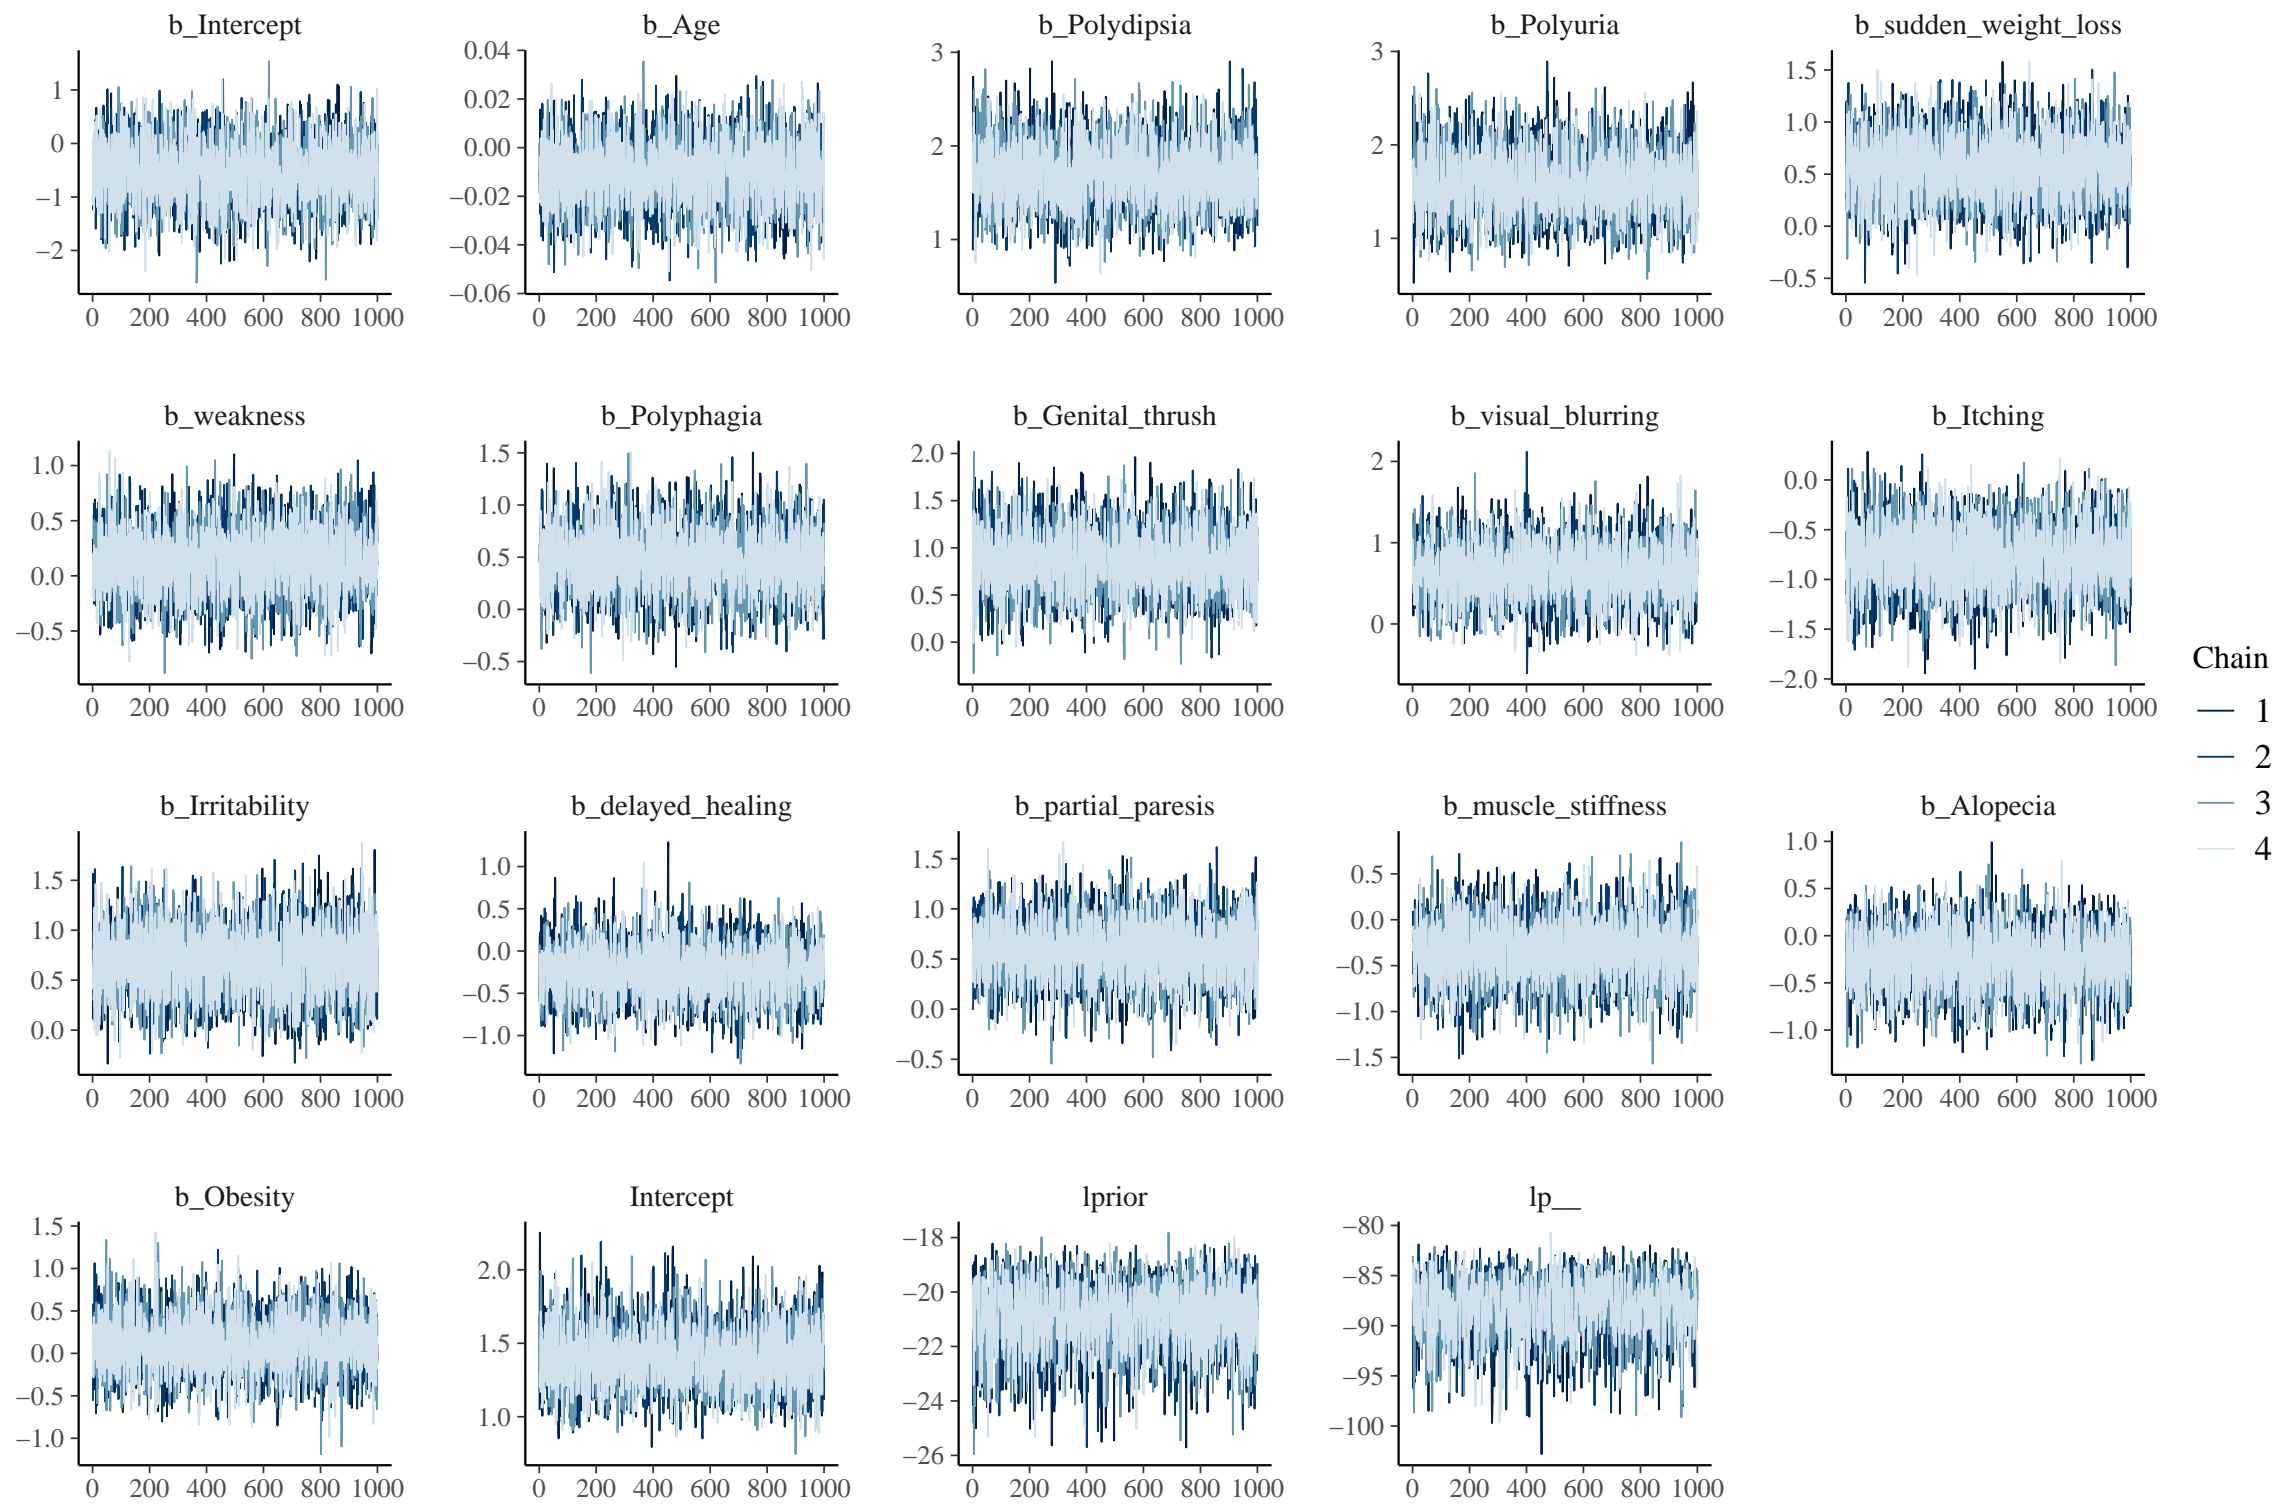 b_Intercept b_Age b_Polydipsia b_Polyuria b_sudden_weight_loss
1 0 −1 −2
0.04 0.02 0.00 −0.02 −0.04 −0.06
3 2 1
3 2 1
1.5 1.0 0.5 0.0 −0.5
0 200 400 600 800 1000 0 200 400 600 800 1000 0 200 400 600 800 1000 0 200 400 600 800 1000 0 200 400 600 800 1000
b_weakness b_Polyphagia b_Genital_thrush b_visual_blurring b_Itching
1.0 0.5 0.0 −0.5
1.5 1.0 0.5 0.0 −0.5
2.0 1.5 1.0 0.5 0.0
2 1 0
0.0 −0.5 −1.0 −1.5 −2.0
0 200 400 600 800 1000 0 200 400 600 800 1000 0 200 400 600 800 1000 0 200 400 600 800 1000 0 200 400 600 800 1000
b_Irritability b_delayed_healing b_partial_paresis b_muscle_stiffness b_Alopecia
1.5 1.0 0.5 0.0
1.0 0.5 0.0 −0.5 −1.0
1.5 1.0 0.5 0.0 −0.5
0.5 0.0 −0.5 −1.0 −1.5
1.0 0.5 0.0 −0.5 −1.0
0 200 400 600 800 1000 0 200 400 600 800 1000 0 200 400 600 800 1000 0 200 400 600 800 1000 0 200 400 600 800 1000
b_Obesity Intercept lprior lp__
1.5 1.0 0.5 0.0 −0.5 −1.0
2.0 1.5 1.0
−18 −20 −22 −24 −26
−80 −85 −90 −95 −100
0 200 400 600 800 1000 0 200 400 600 800 1000 0 200 400 600 800 1000 0 200 400 600 800 1000
Chain
1
2
3
4